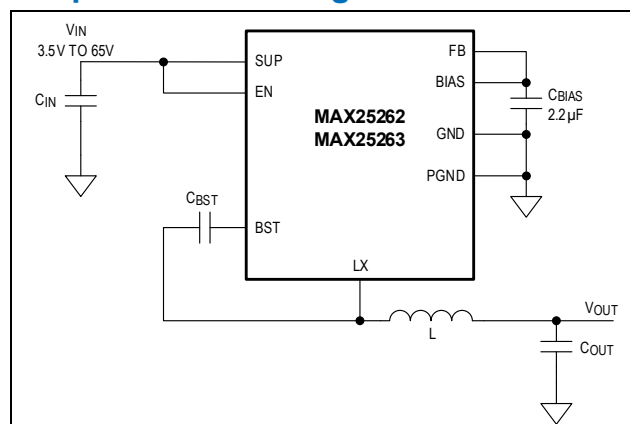 VIN
3.5V TO 65V
CIN
SUP
EN
MAX25262
MAX25263
FB
BIAS
GND
PGND
CBIAS
2.2µF
CBST
BST
LX
L
VOUT
COUT